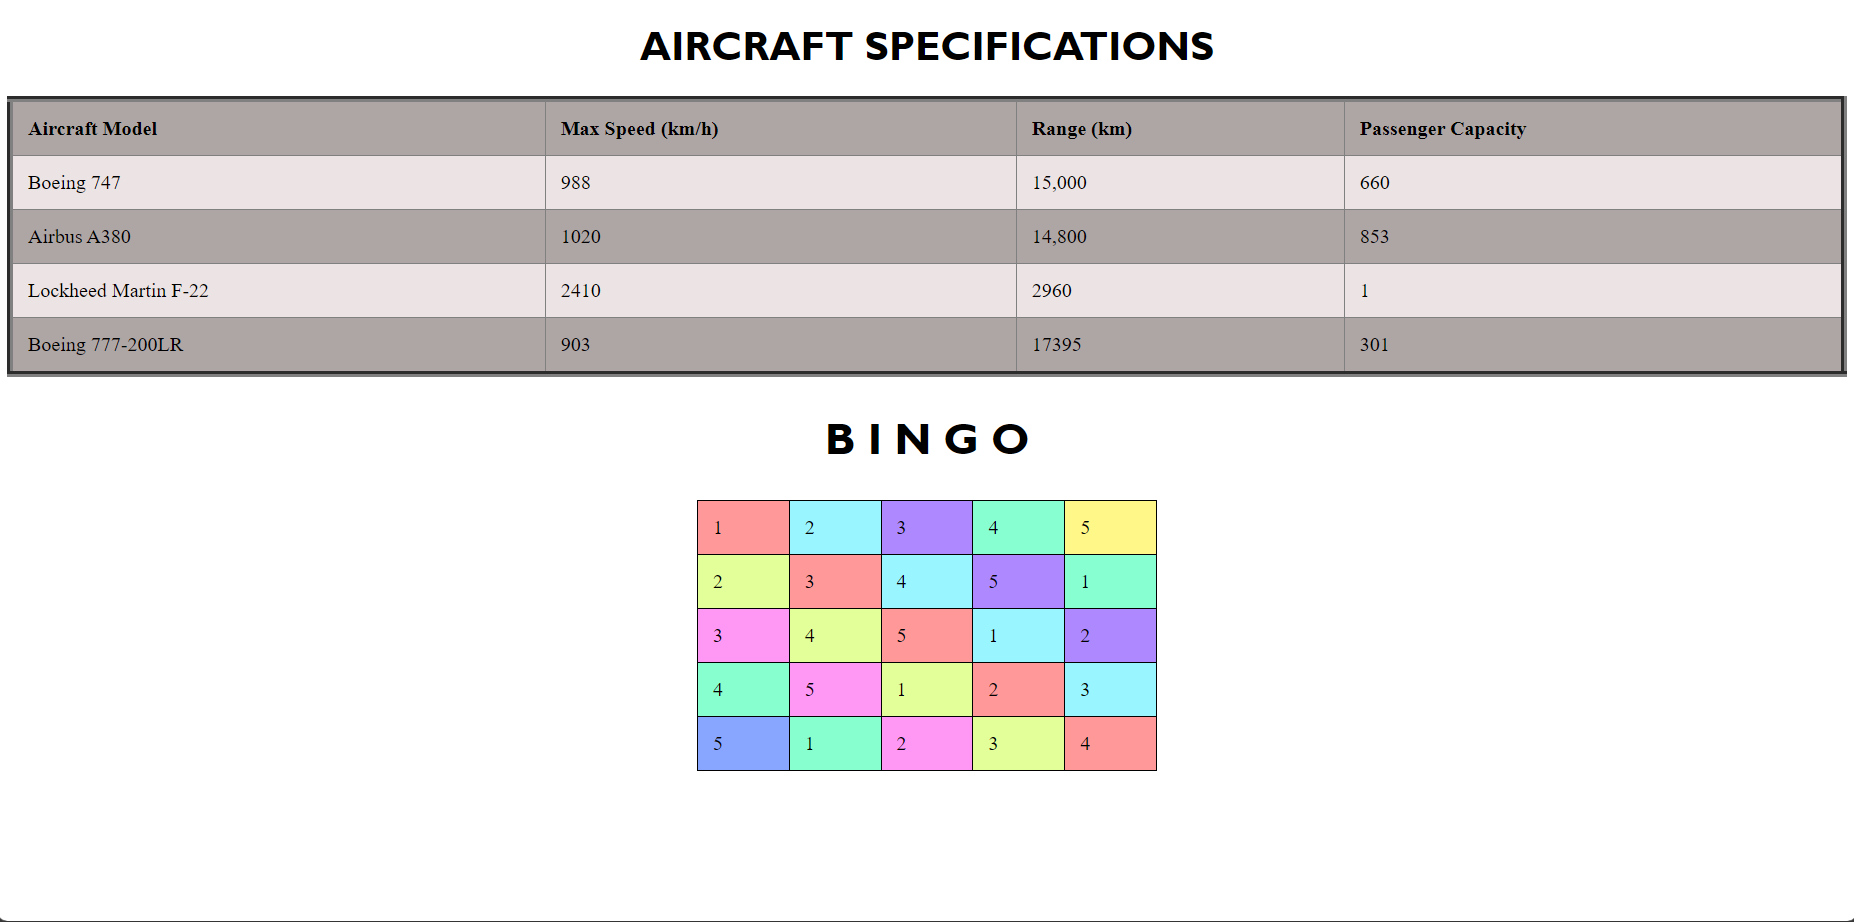 AIRCRAFT SPECIFICATIONS
Aircraft Model Max Speed (km/h) Range (km) Passenger Capacity
Boeing 747 988 15,000 660
Airbus A380 1020 14,800 853
Lockheed Martin F-22 2410 2960 1
Boeing 777-200LR 903 17395 301
B I N G O
1 2 3 4 5
2 3 4 5 1
3 4 5 1 2
4 5 1 2 3
5 1 2 3 4